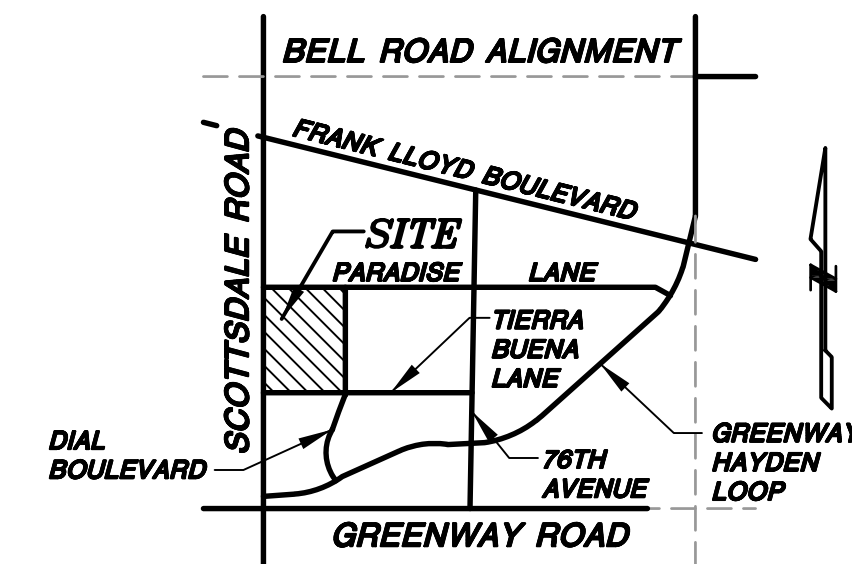 BELL ROAD ALIGNMENT
FRANK LLOYD BOULEVARD
SCOTTSDALE ROAD
SITE
PARADISE LANE
TIERRA
BUENA
LANE
DIAL
BOULEVARD
GREENWAY
HAYDEN
LOOP
76TH
AVENUE
GREENWAY ROAD
N